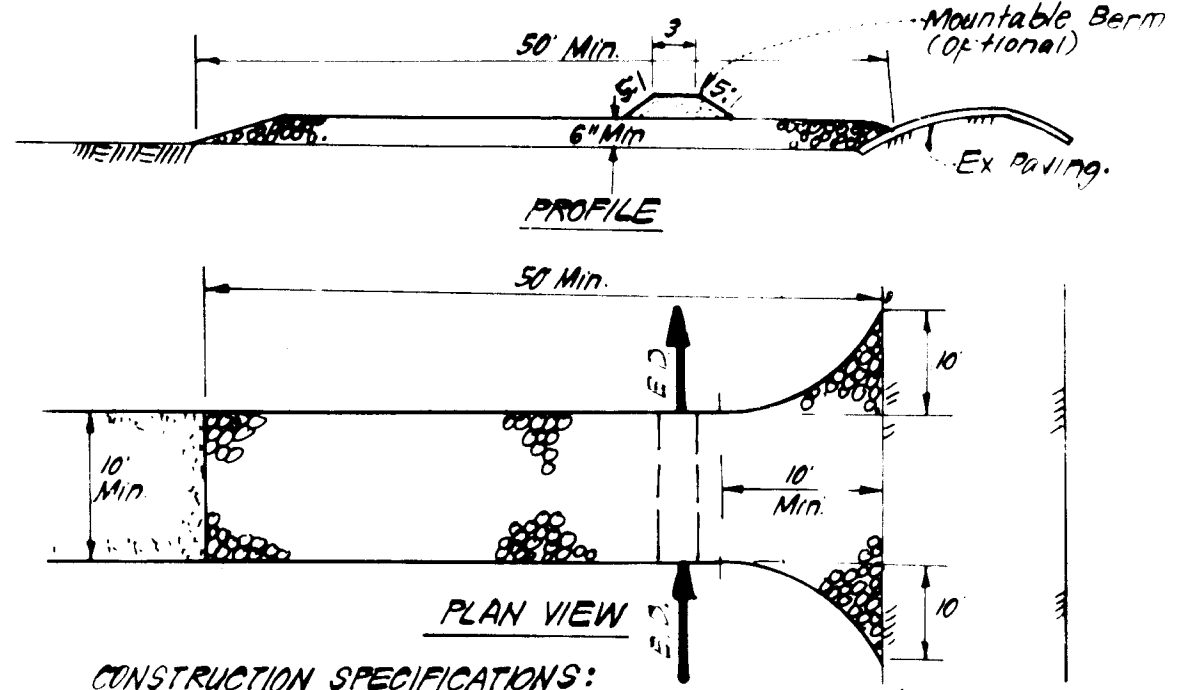 Mountable Berm
(Optional)
3
50' Min.
5:1
5:1
6" Min
Ex Paving.
PROFILE
50' Min.
E D
10'
10'
Min.
10'
Min.
10'
PLAN VIEW
E.D.
CONSTRUCTION SPECIFICATIONS: